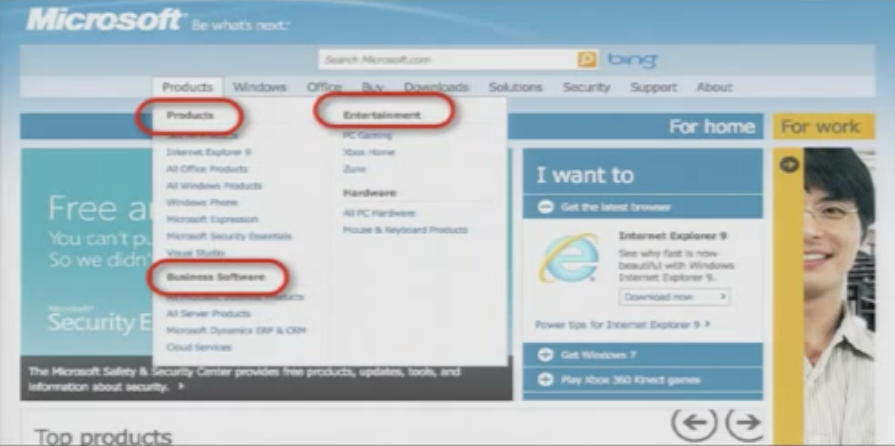 Microsoft Be what's next.
Search Microsoft.com bing
Products Windows Office Buy Downloads Solutions Security Support About
Products
Internet Explorer 9
All Office Products
All Windows Products
Windows Phone
Microsoft Expression
Microsoft Security Essentials
Visual Studio
Business Software
All Server Products
Microsoft Dynamics ERP & CRM
Cloud Services
Entertainment
PC Gaming
Xbox Home
Zune
Hardware
All PC Hardware
Mouse & Keyboard Products
For home For work
Free a
You can't p
So we didn'
Microsoft
Security E
The Microsoft Safety & Security Center provides free products, updates, tools, and
information about security.
I want to
Get the latest browser
Internet Explorer 9
See why fast is now
beautiful with Windows
Internet Explorer 9.
Download now
Power tips for Internet Explorer 9
Get Windows 7
Play Xbox 360 Kinect games
Top products